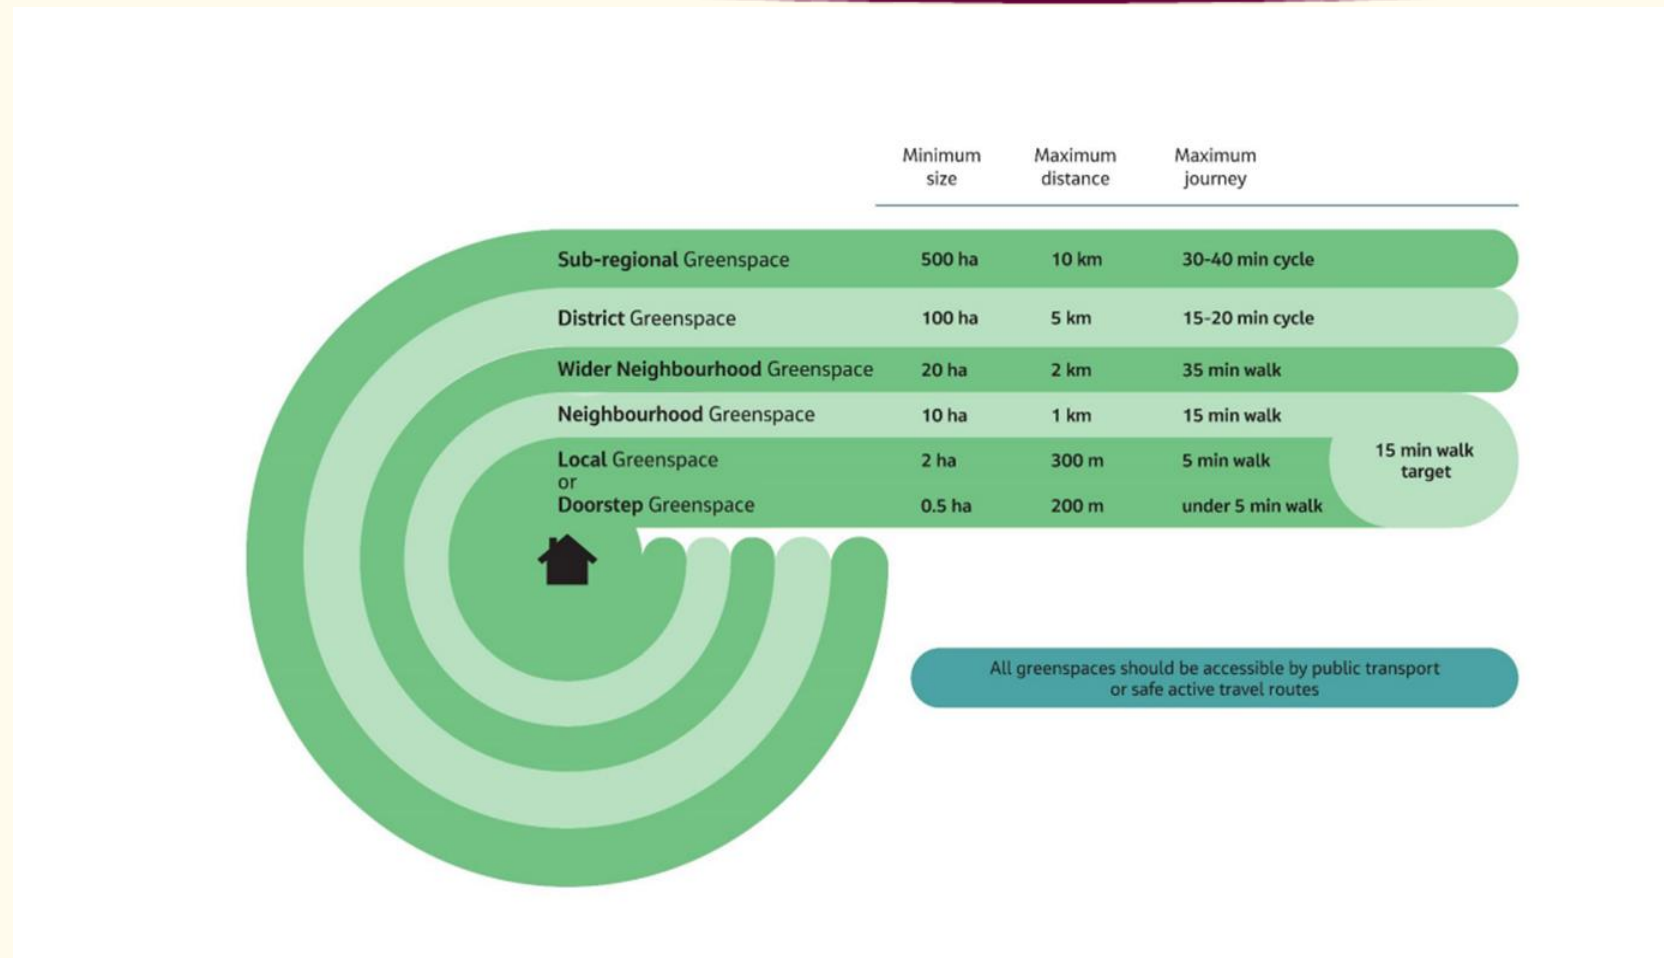 Minimum size
Maximum distance
Maximum journey
Sub-regional Greenspace 500 ha 10 km 30-40 min cycle
District Greenspace 100 ha 5 km 15-20 min cycle
Wider Neighbourhood Greenspace 20 ha 2 km 35 min walk
Neighbourhood Greenspace 10 ha 1 km 15 min walk
Local Greenspace 2 ha 300 m 5 min walk
or
Doorstep Greenspace 0.5 ha 200 m under 5 min walk
15 min walk
target
All greenspaces should be accessible by public transport
or safe active travel routes